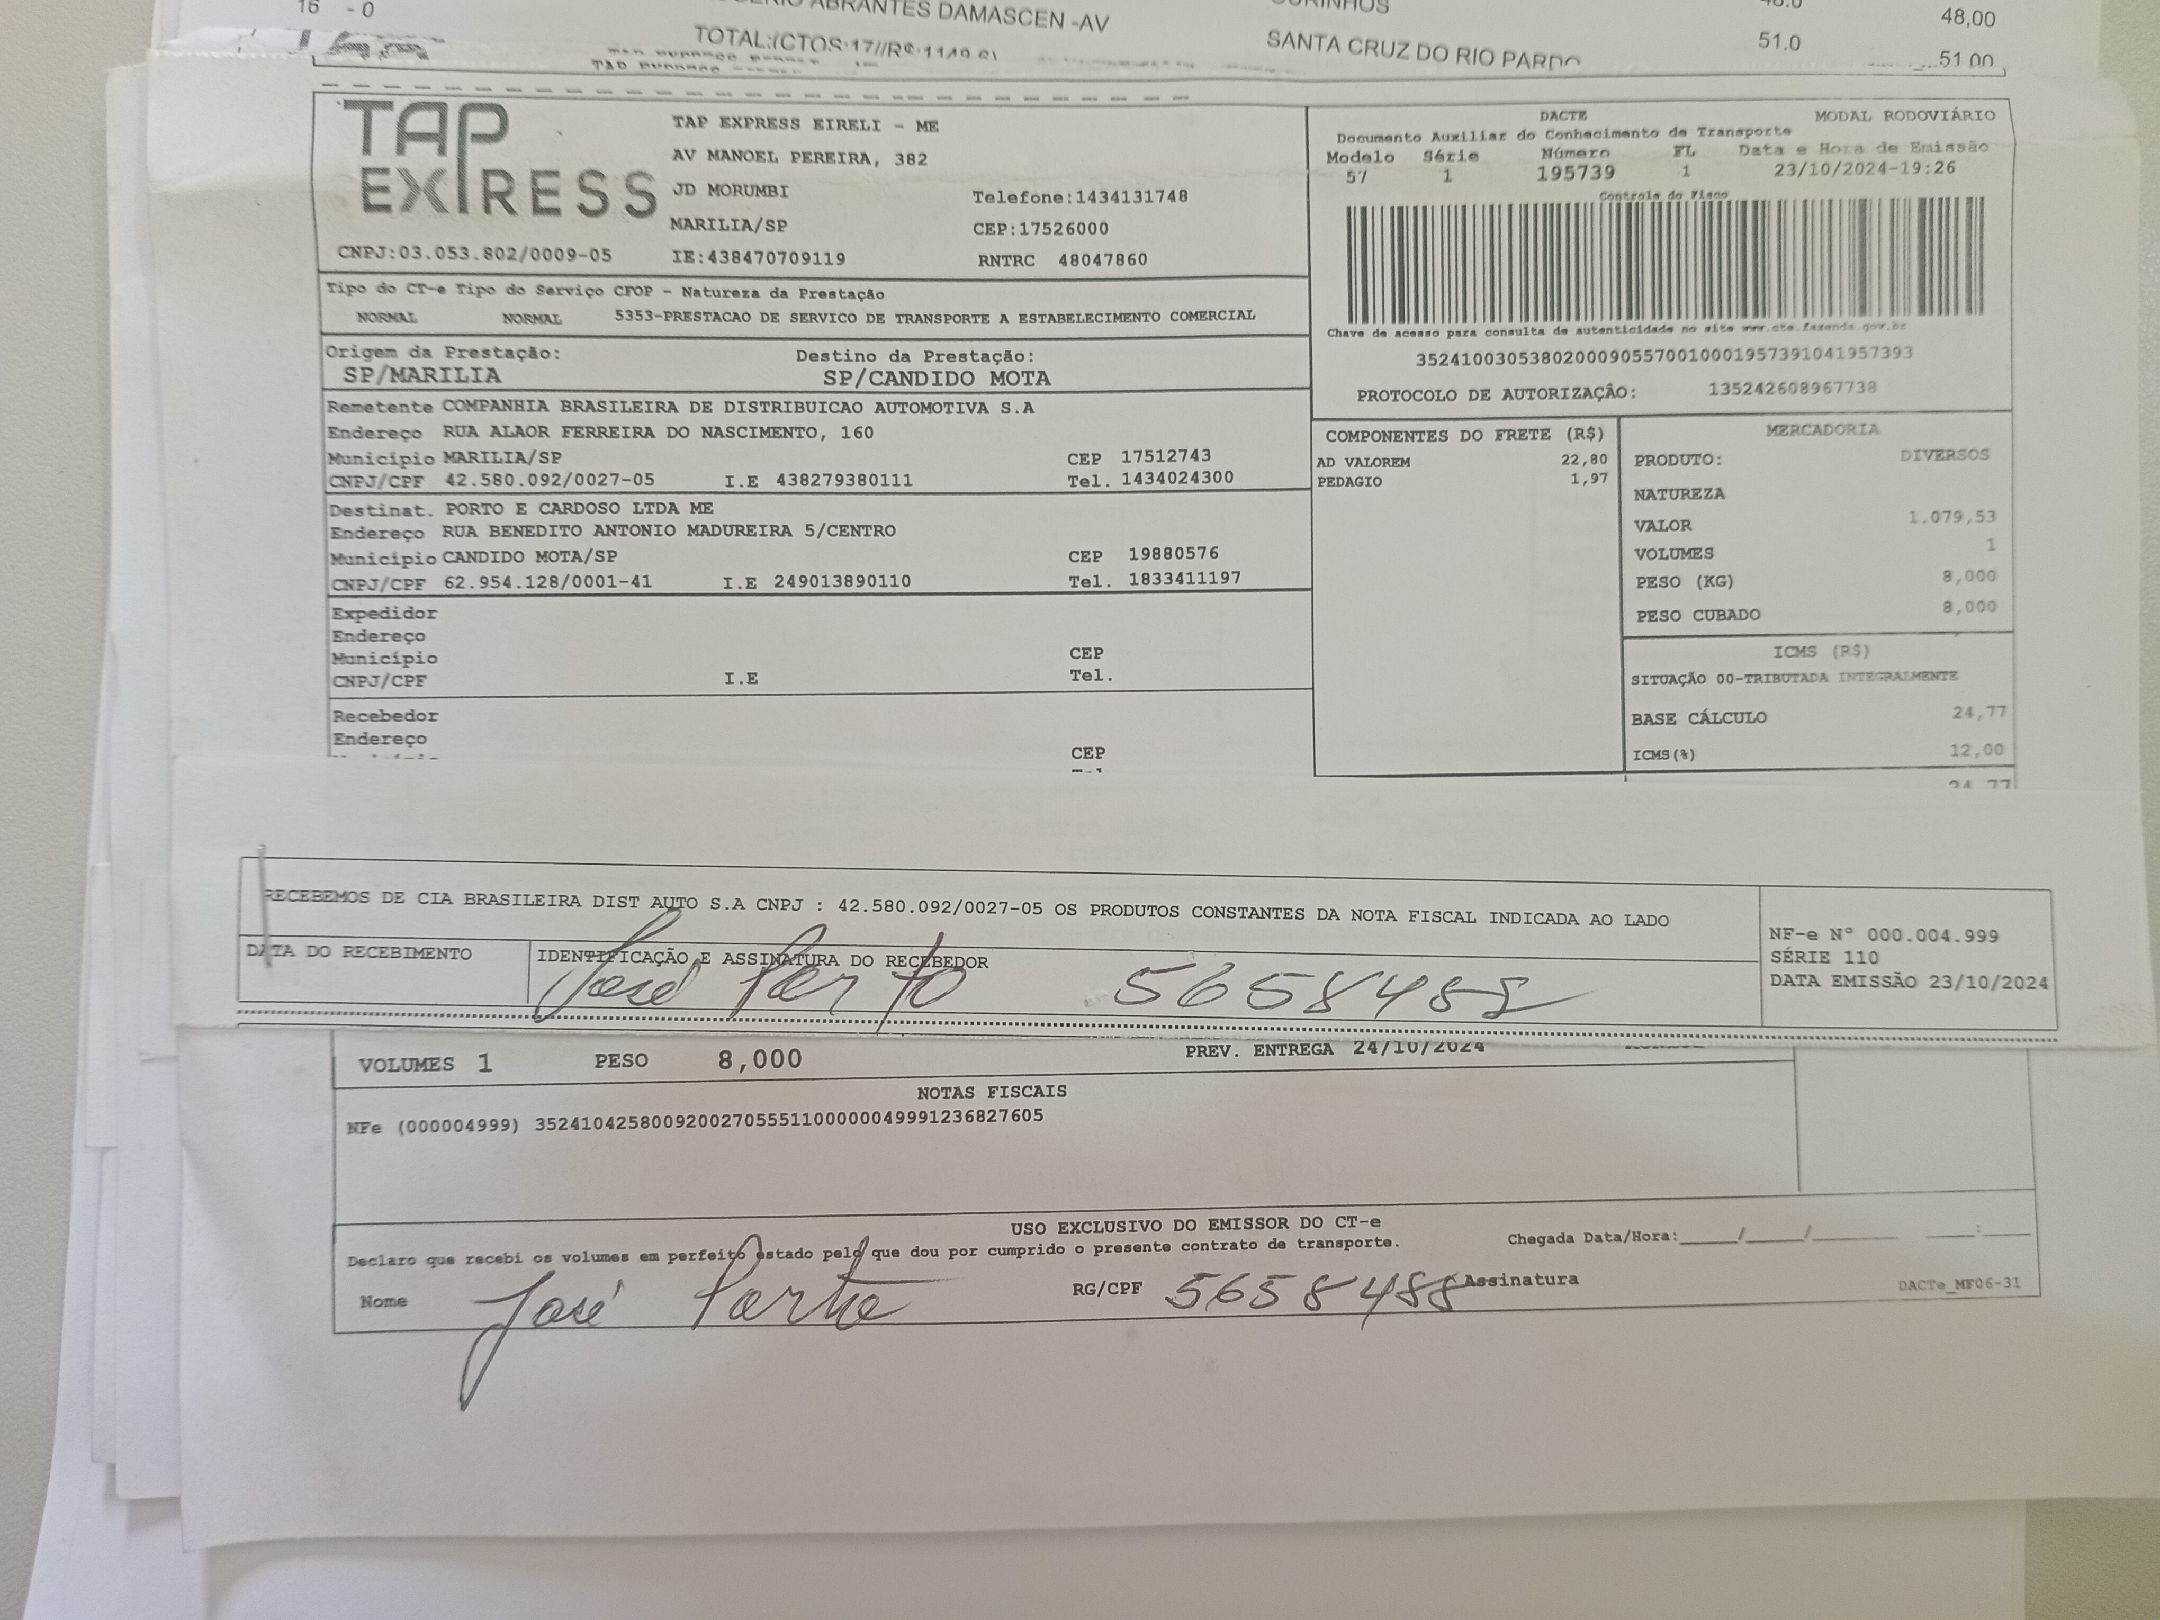 16 - 0
ABRANTES DAMASCEN -AV
48,00
TOTAL:(CTOS:17//R$:1149,6)
SANTA CRUZ DO RIO PARDO
51.0
51,00
TAP EXPRESS
CNPJ:03.053.802/0009-05
TAP EXPRESS EIRELI - ME
AV MANOEL PEREIRA, 382
JD MORUMBI
Telefone:1434131748
MARILIA/SP
CEP:17526000
IE:438470709119
RNTRC 48047860
DACTE
MODAL RODOVIÁRIO
Documento Auxiliar do Conhecimento de Transporte
Modelo Série Número FL Data e Hora de Emissão
57 1 195739 1 23/10/2024-19:26
Controle do Fisco
Chave de acesso para consulta de autenticidade no site www.cte.fazenda.gov.br
35241003053802000905570010001957391041957393
PROTOCOLO DE AUTORIZAÇÂO: 135242608967738
Tipo do CT-e Tipo do Serviço CFOP - Natureza da Prestação
NORMAL NORMAL 5353-PRESTACAO DE SERVICO DE TRANSPORTE A ESTABELECIMENTO COMERCIAL
Origem da Prestação: Destino da Prestação:
SP/MARILIA SP/CANDIDO MOTA
Remetente COMPANHIA BRASILEIRA DE DISTRIBUICAO AUTOMOTIVA S.A
Endereço RUA ALAOR FERREIRA DO NASCIMENTO, 160
Município MARILIA/SP CEP 17512743
CNPJ/CPF 42.580.092/0027-05 I.E 438279380111 Tel. 1434024300
Destinat. PORTO E CARDOSO LTDA ME
Endereço RUA BENEDITO ANTONIO MADUREIRA 5/CENTRO
Município CANDIDO MOTA/SP CEP 19880576
CNPJ/CPF 62.954.128/0001-41 I.E 249013890110 Tel. 1833411197
Expedidor
Endereço
Município CEP
CNPJ/CPF I.E Tel.
Recebedor
Endereço
CEP
COMPONENTES DO FRETE (R$)
AD VALOREM 22,80
PEDAGIO 1,97
MERCADORIA
PRODUTO: DIVERSOS
NATUREZA
VALOR 1.079,53
VOLUMES 1
PESO (KG) 8,000
PESO CUBADO 8,000
ICMS (R$)
SITUAÇÃO 00-TRIBUTADA INTEGRALMENTE
BASE CÁLCULO 24,77
ICMS(%) 12,00
24,77
RECEBEMOS DE CIA BRASILEIRA DIST AUTO S.A CNPJ : 42.580.092/0027-05 OS PRODUTOS CONSTANTES DA NOTA FISCAL INDICADA AO LADO
DATA DO RECEBIMENTO
IDENTIFICAÇÃO E ASSINATURA DO RECEBEDOR
José Porto 5658488
NF-e Nº 000.004.999
SÉRIE 110
DATA EMISSÃO 23/10/2024
VOLUMES 1 PESO 8,000 PREV. ENTREGA 24/10/2024
NOTAS FISCAIS
NFe (000004999) 35241042580092002705551100000049991236827605
USO EXCLUSIVO DO EMISSOR DO CT-e
Declaro que recebi os volumes em perfeito estado pelo que dou por cumprido o presente contrato de transporte.
Chegada Data/Hora:_____/_____/_______ ____:____
Nome José Porto RG/CPF 5658488 Assinatura
DACTe_MF06-31